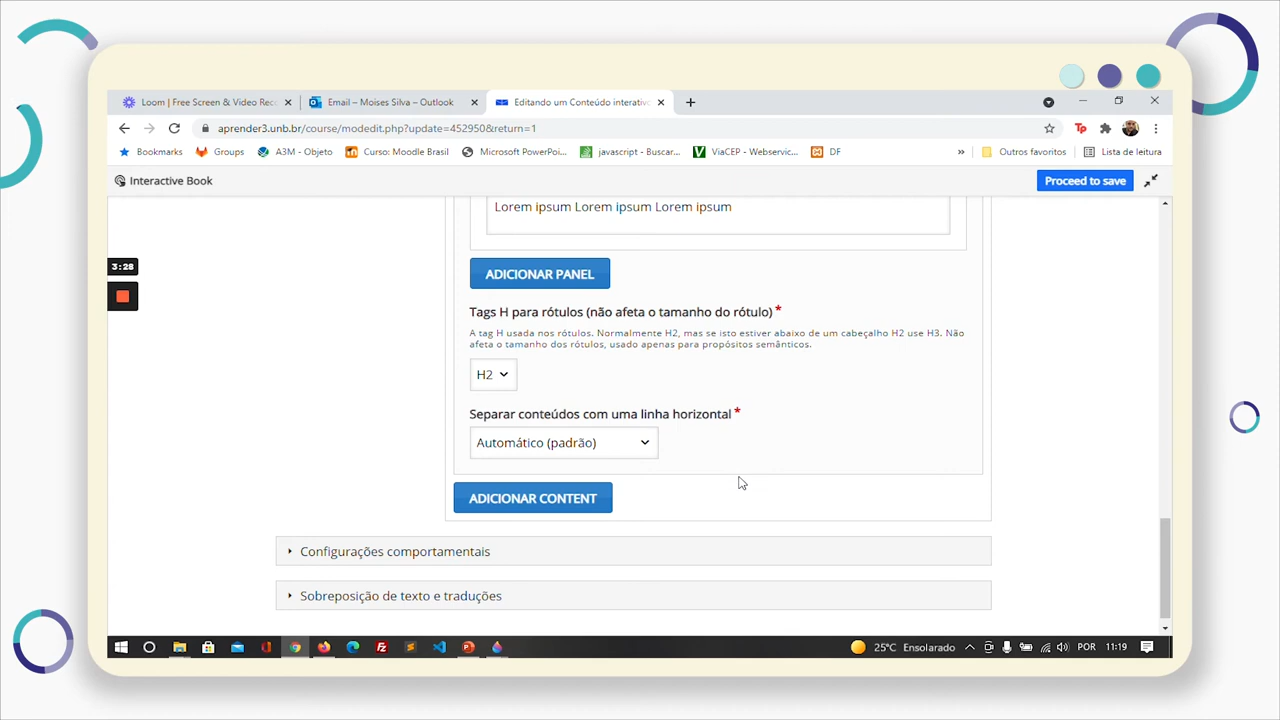 Loom | Free Screen & Video Rec
Email – Moises Silva – Outlook
Editando um Conteúdo interativo
aprender3.unb.br/course/modedit.php?update=452950&return=1
Tp
Bookmarks
Groups
A3M - Objeto
Curso: Moodle Brasil
Microsoft PowerPoi...
javascript - Buscar...
ViaCEP - Webservic...
DF
»
Outros favoritos
Lista de leitura
Interactive Book
Proceed to save
Lorem ipsum Lorem ipsum Lorem ipsum
3:28
ADICIONAR PANEL
Tags H para rótulos (não afeta o tamanho do rótulo) *
A tag H usada nos rótulos. Normalmente H2, mas se isto estiver abaixo de um cabeçalho H2 use H3. Não
afeta o tamanho dos rótulos, usado apenas para propósitos semânticos.
H2
Separar conteúdos com uma linha horizontal *
Automático (padrão)
ADICIONAR CONTENT
Configurações comportamentais
Sobreposição de texto e traduções
25°C Ensolarado
POR
11:19